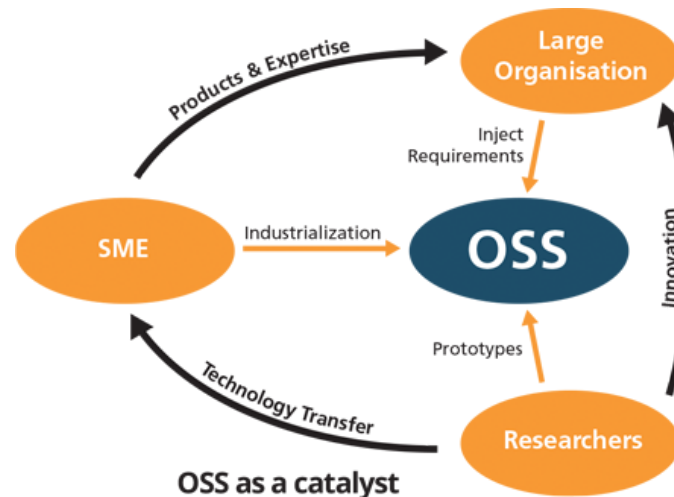 Large
Organisation
Products & Expertise
Inject
Requirements
SME
Industrialization
OSS
Innovation
Prototypes
Technology Transfer
Researchers
OSS as a catalyst